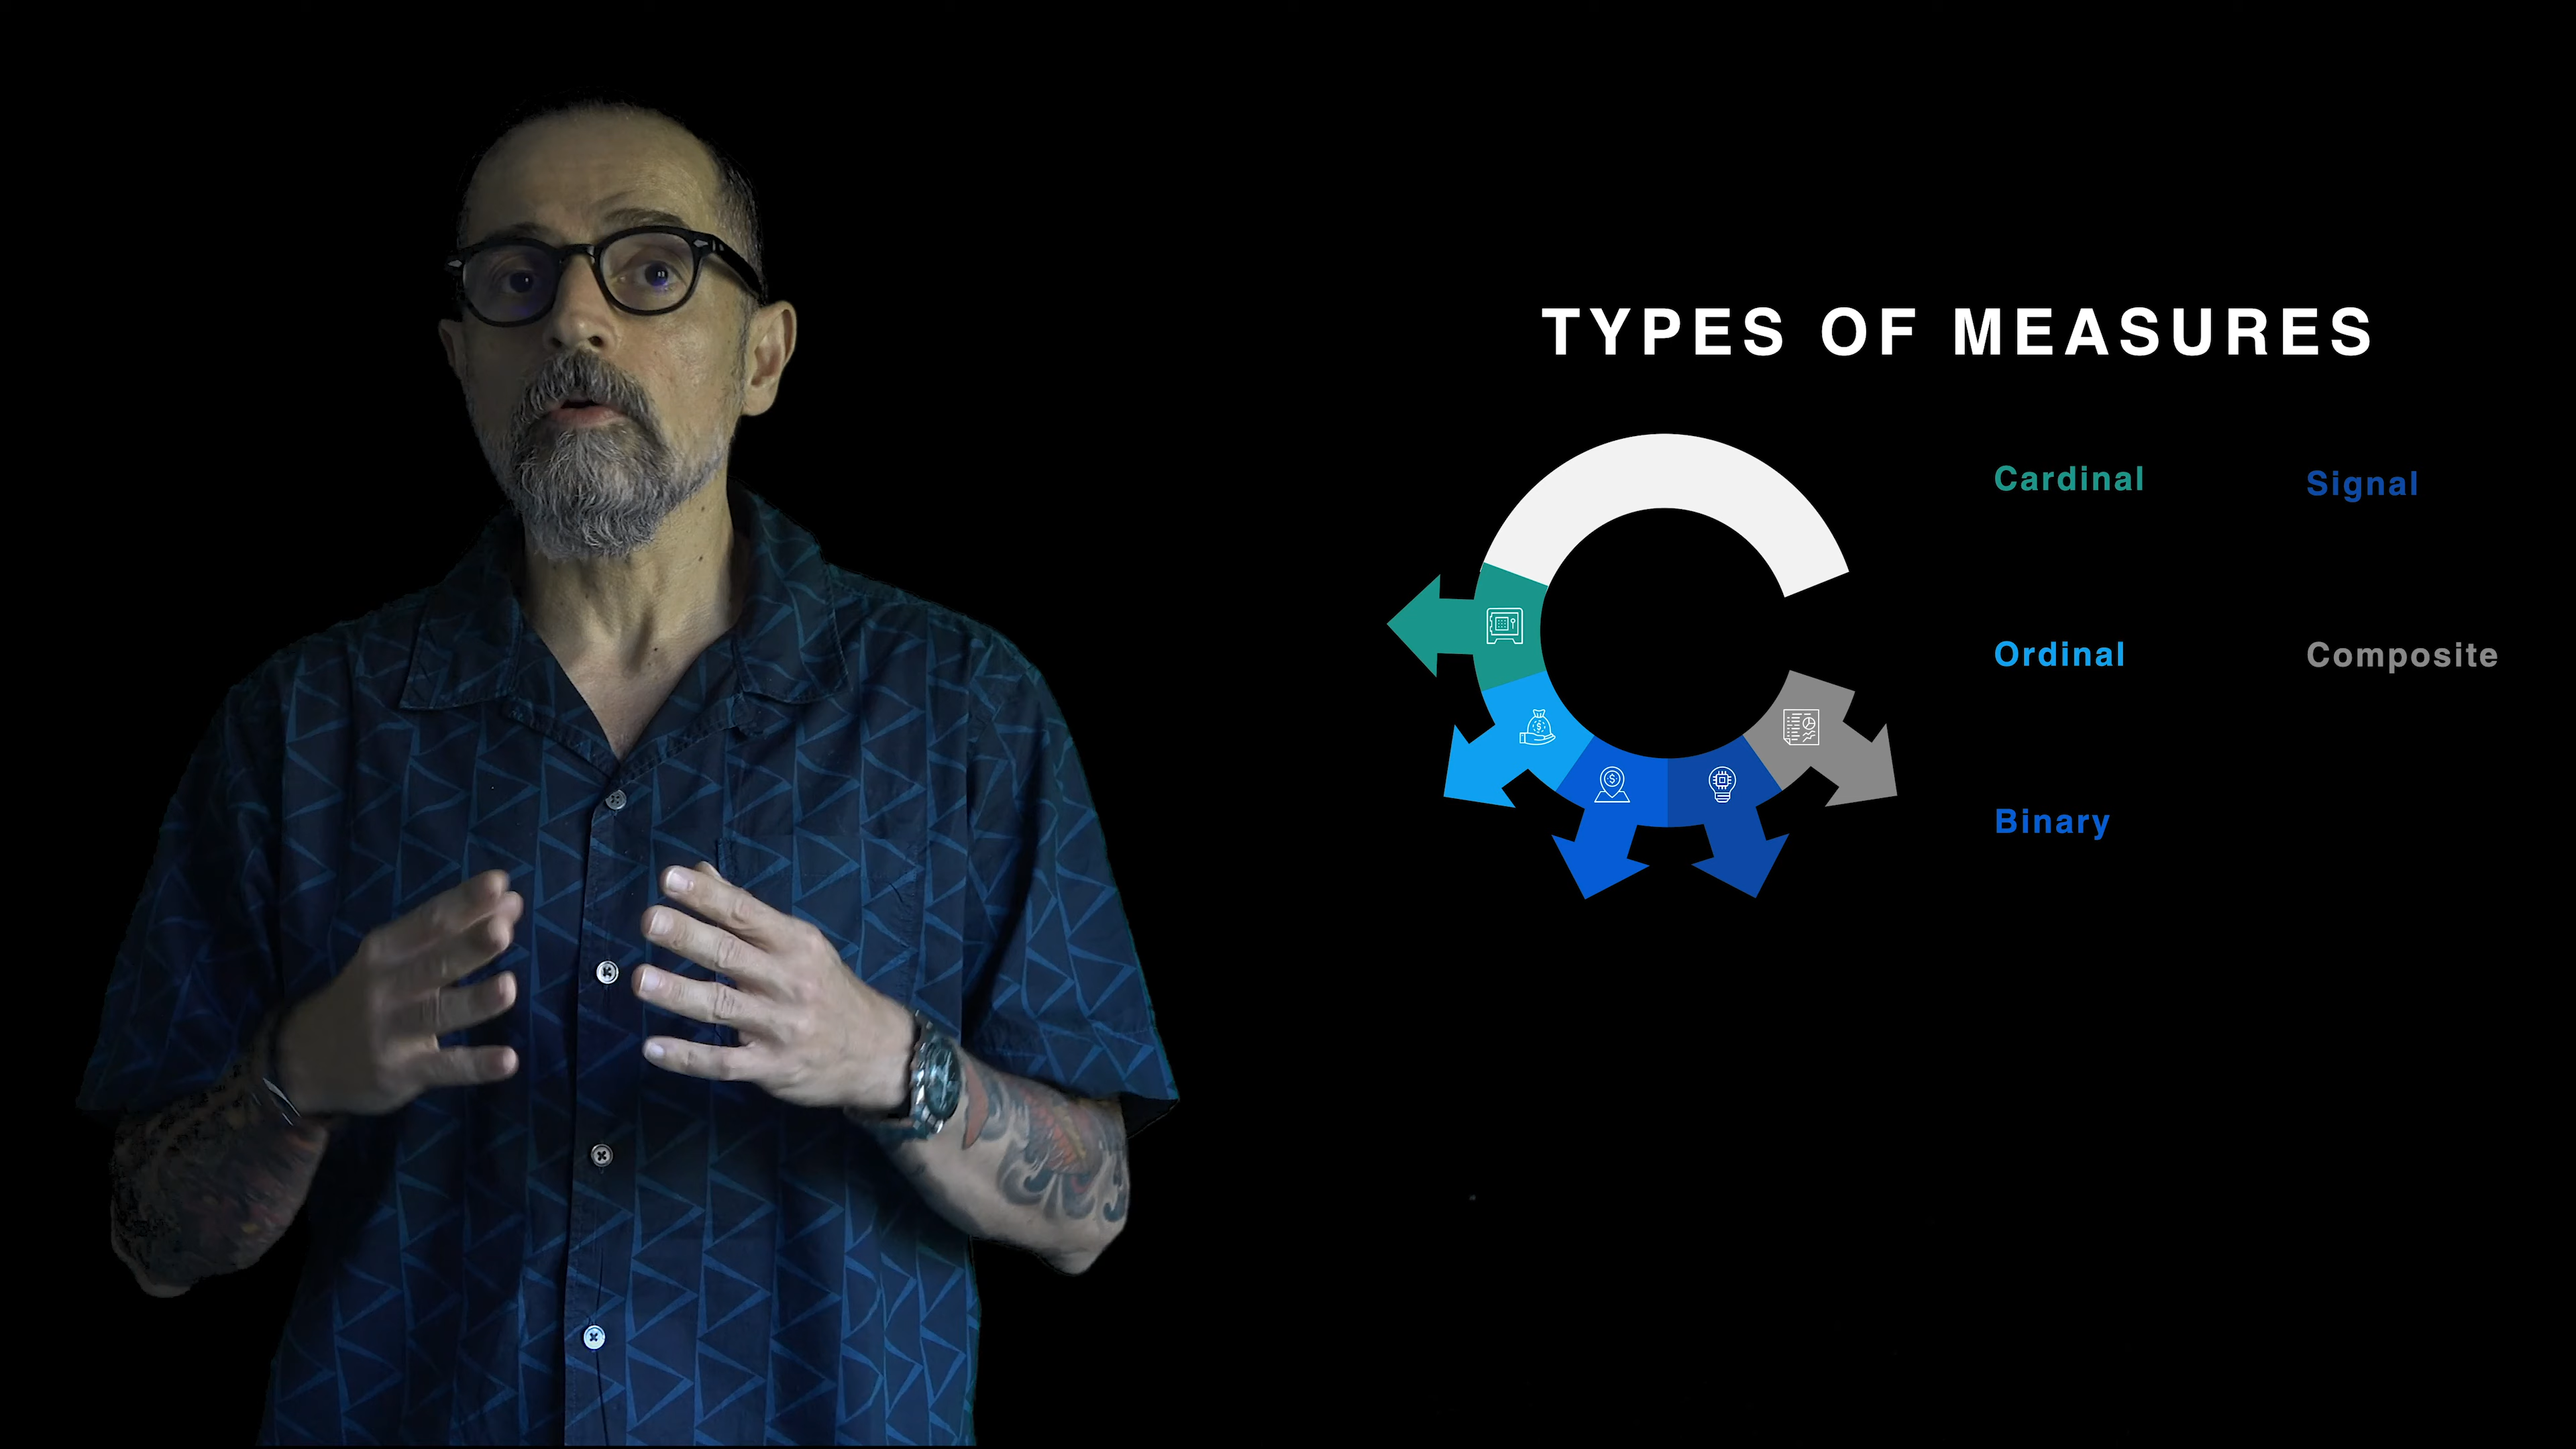 TYPES OF MEASURES
Cardinal
Signal
Ordinal
Composite
Binary